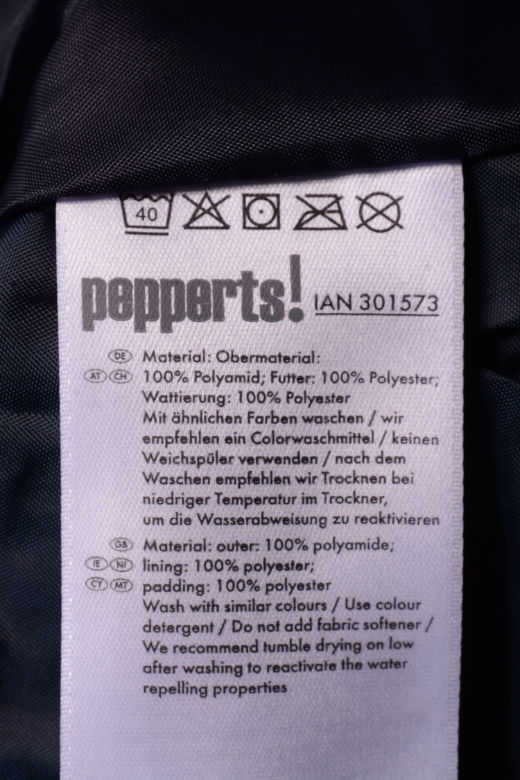 40
pepperts! IAN 301573
DE Material: Obermaterial:
AT CH 100% Polyamid; Futter: 100% Polyester;
Wattierung: 100% Polyester
Mit ähnlichen Farben waschen / wir
empfehlen ein Colorwaschmittel / keinen
Weichspüler verwenden / nach dem
Waschen empfehlen wir Trocknen bei
niedriger Temperatur im Trockner,
um die Wasserabweisung zu reaktivieren
GB Material: outer: 100% polyamide;
IE NI lining: 100% polyester;
CY MT padding: 100% polyester
Wash with similar colours / Use colour
detergent / Do not add fabric softener /
We recommend tumble drying on low
after washing to reactivate the water
repelling properties